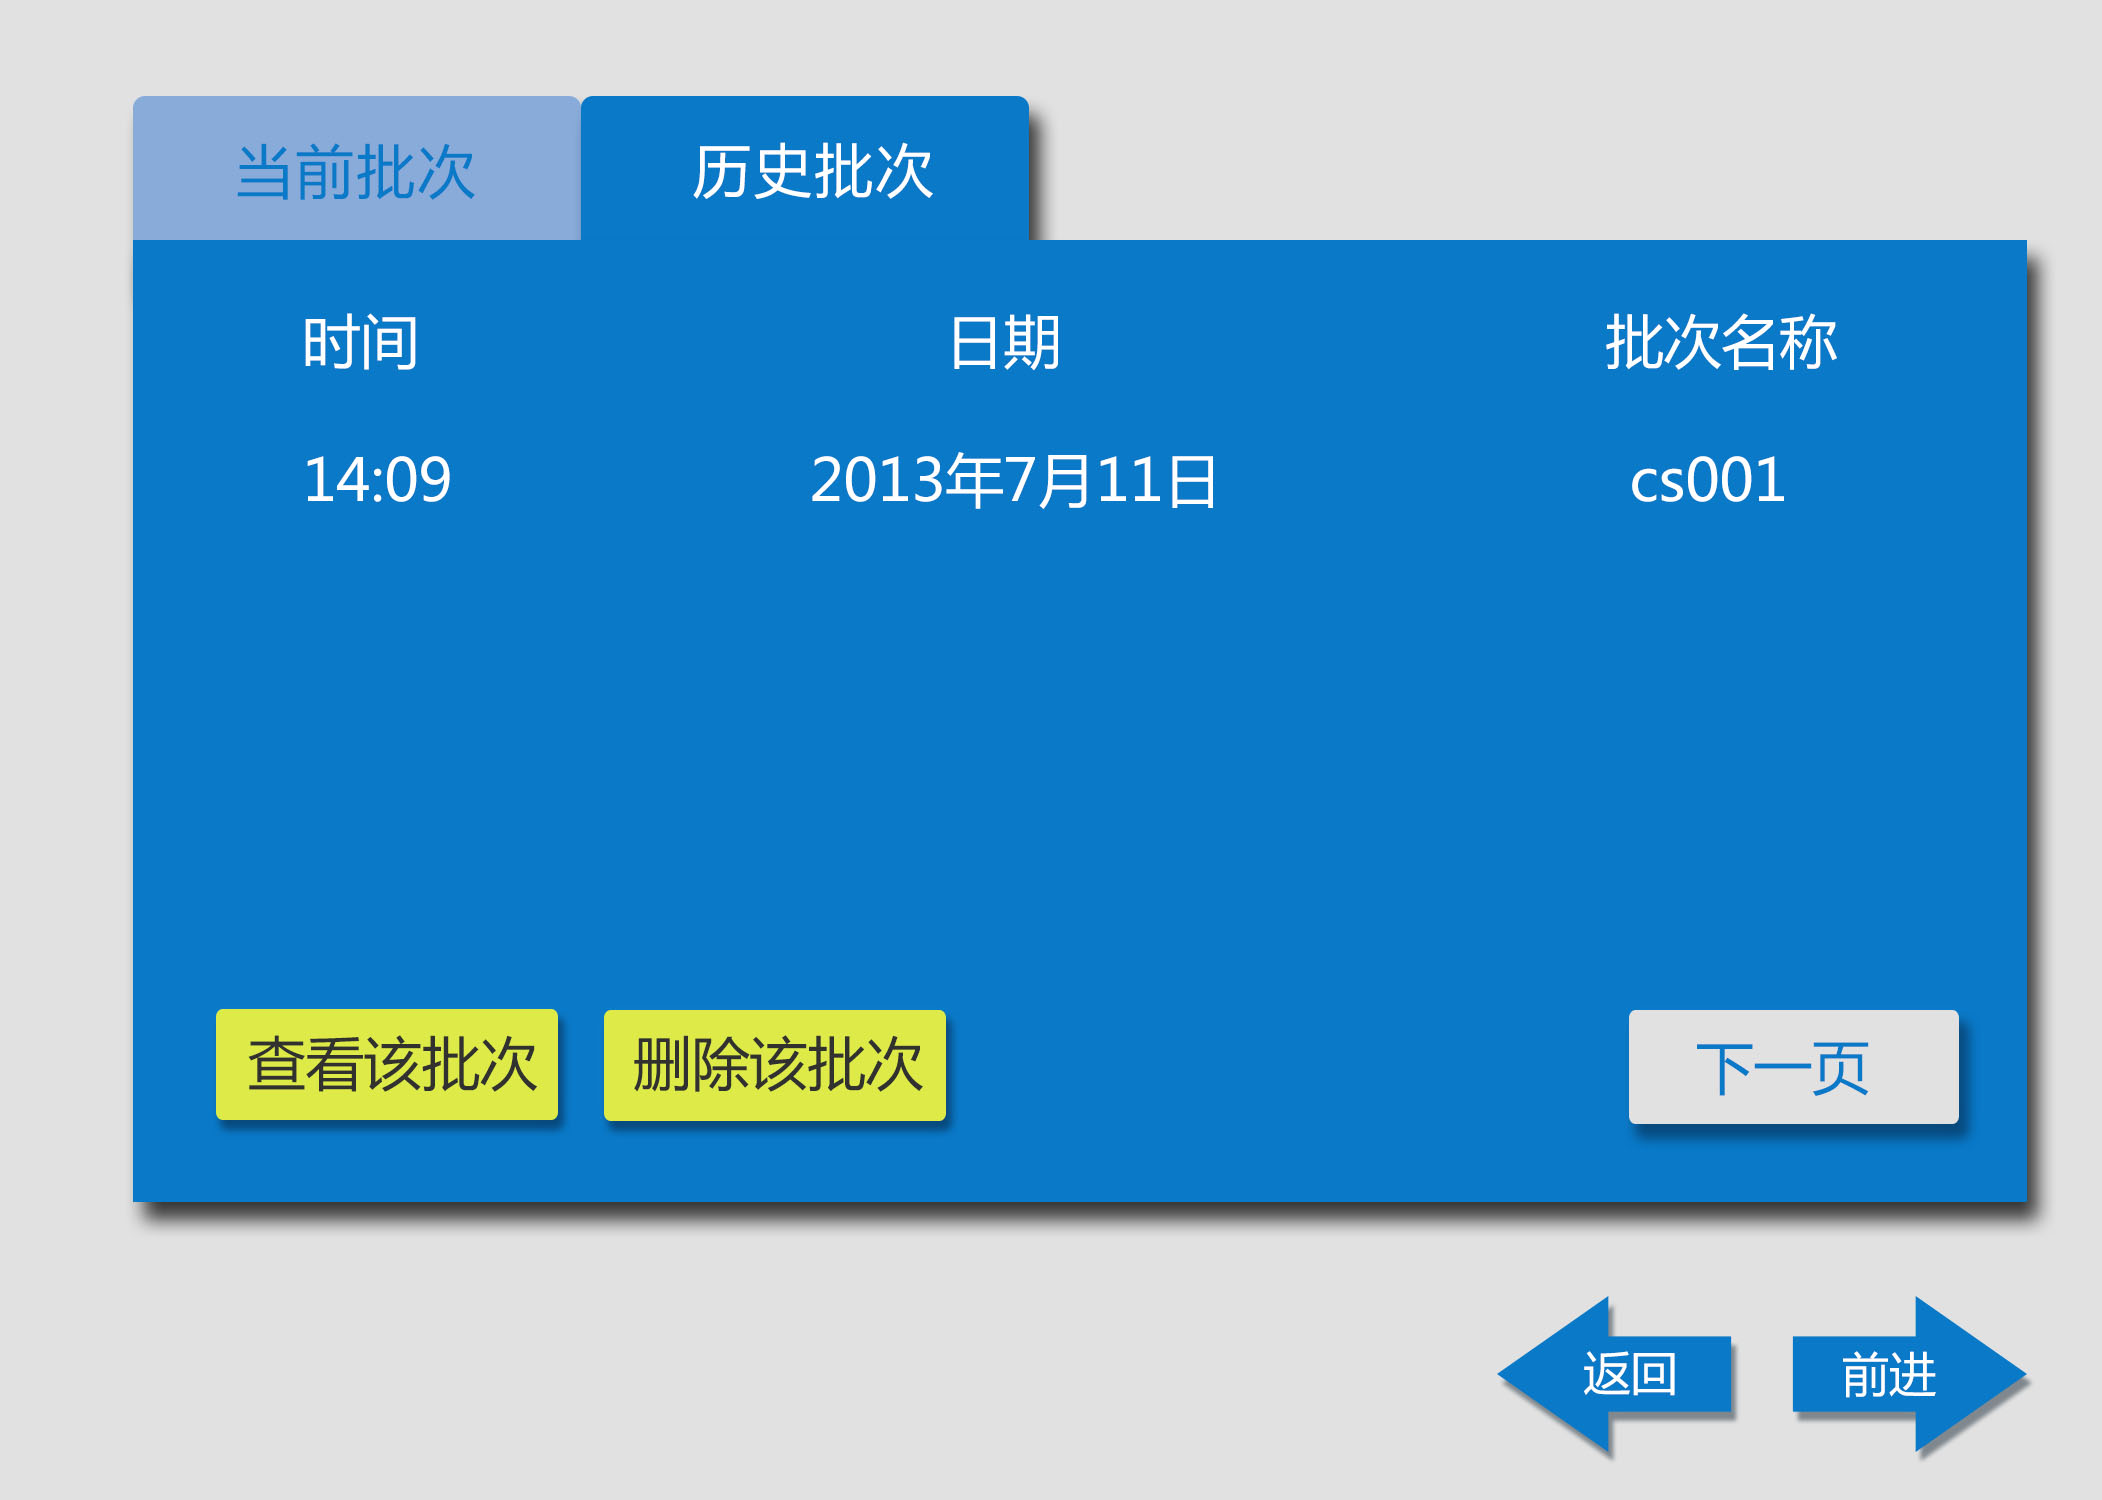 当前批次 历史批次
时间 日期 批次名称
14:09 2013年7月11日 cs001
查看该批次 删除该批次 下一页
返回 前进